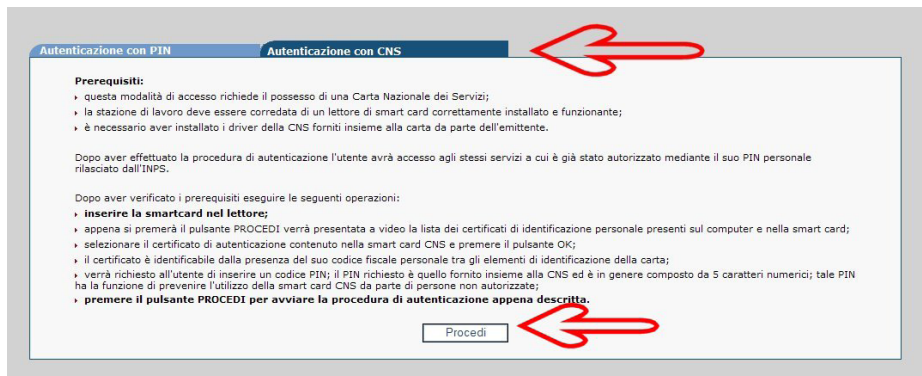 Autenticazione con PIN
Autenticazione con CNS
Prerequisiti:
questa modalità di accesso richiede il possesso di una Carta Nazionale dei Servizi;
la stazione di lavoro deve essere corredata di un lettore di smart card correttamente installato e funzionante;
è necessario aver installato i driver della CNS forniti insieme alla carta da parte dell'emittente.
Dopo aver effettuato la procedura di autenticazione l'utente avrà accesso agli stessi servizi a cui è già stato autorizzato mediante il suo PIN personale
rilasciato dall'INPS.
Dopo aver verificato i prerequisiti eseguire le seguenti operazioni:
inserire la smartcard nel lettore;
appena si premerà il pulsante PROCEDI verrà presentata a video la lista dei certificati di identificazione personale presenti sul computer e nella smart card;
selezionare il certificato di autenticazione contenuto nella smart card CNS e premere il pulsante OK;
il certificato è identificabile dalla presenza del suo codice fiscale personale tra gli elementi di identificazione della carta;
verrà richiesto all'utente di inserire un codice PIN; il PIN richiesto è quello fornito insieme alla CNS ed è in genere composto da 5 caratteri numerici; tale PIN
ha la funzione di prevenire l'utilizzo della smart card CNS da parte di persone non autorizzate;
premere il pulsante PROCEDI per avviare la procedura di autenticazione appena descritta.
Procedi